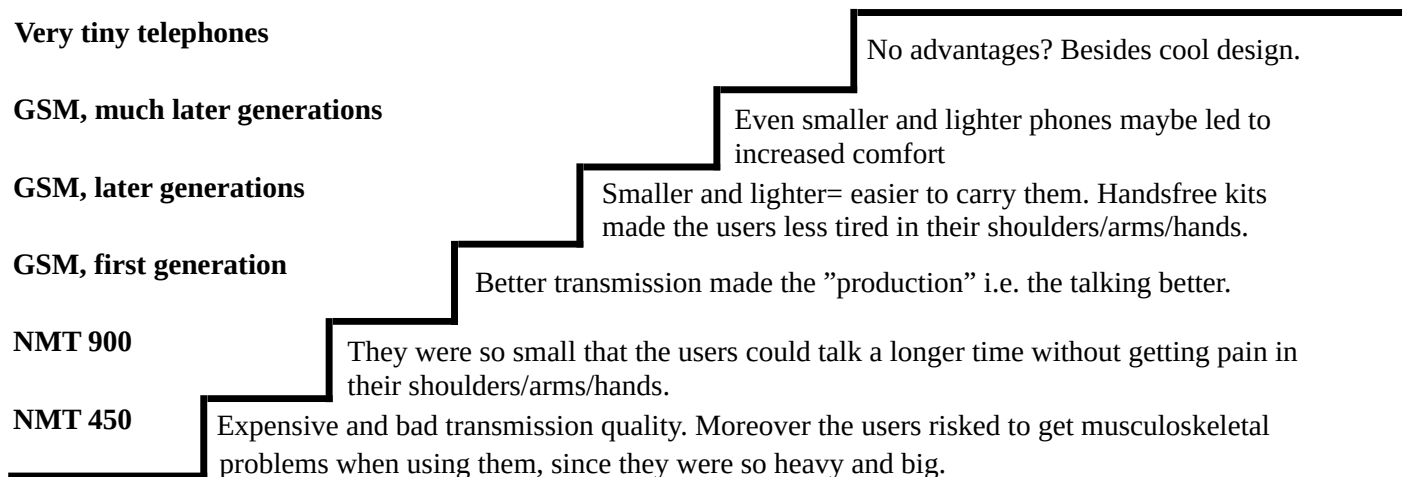 Very tiny telephones
No advantages? Besides cool design.
GSM, much later generations
Even smaller and lighter phones maybe led to
increased comfort
GSM, later generations
Smaller and lighter= easier to carry them. Handsfree kits
made the users less tired in their shoulders/arms/hands.
GSM, first generation
Better transmission made the ”production” i.e. the talking better.
NMT 900
They were so small that the users could talk a longer time without getting pain in
their shoulders/arms/hands.
NMT 450
Expensive and bad transmission quality. Moreover the users risked to get musculoskeletal
problems when using them, since they were so heavy and big.